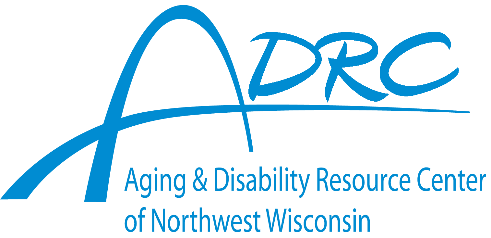 ADRC
Aging & Disability Resource Center
of Northwest Wisconsin